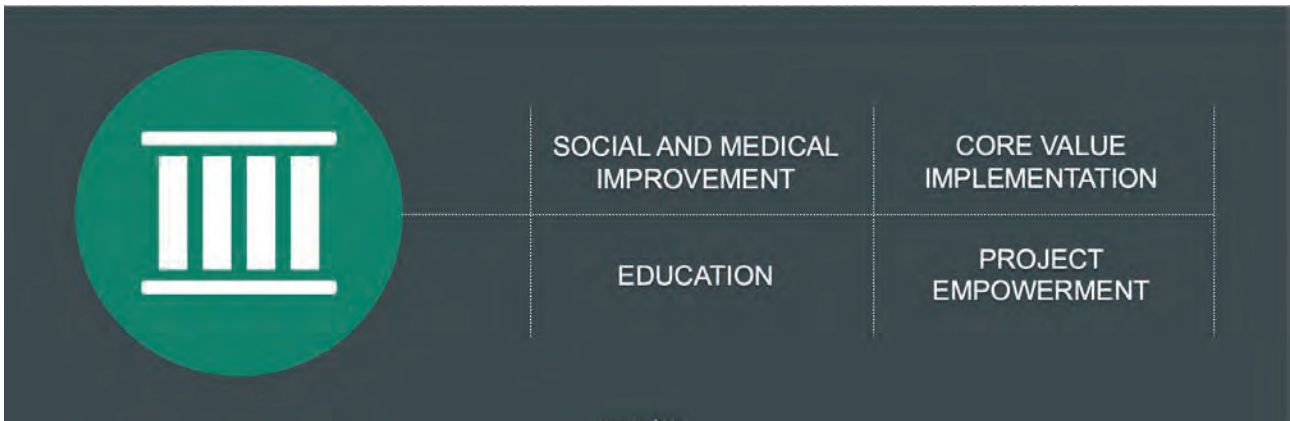 SOCIAL AND MEDICAL
IMPROVEMENT
CORE VALUE
IMPLEMENTATION
EDUCATION
PROJECT
EMPOWERMENT